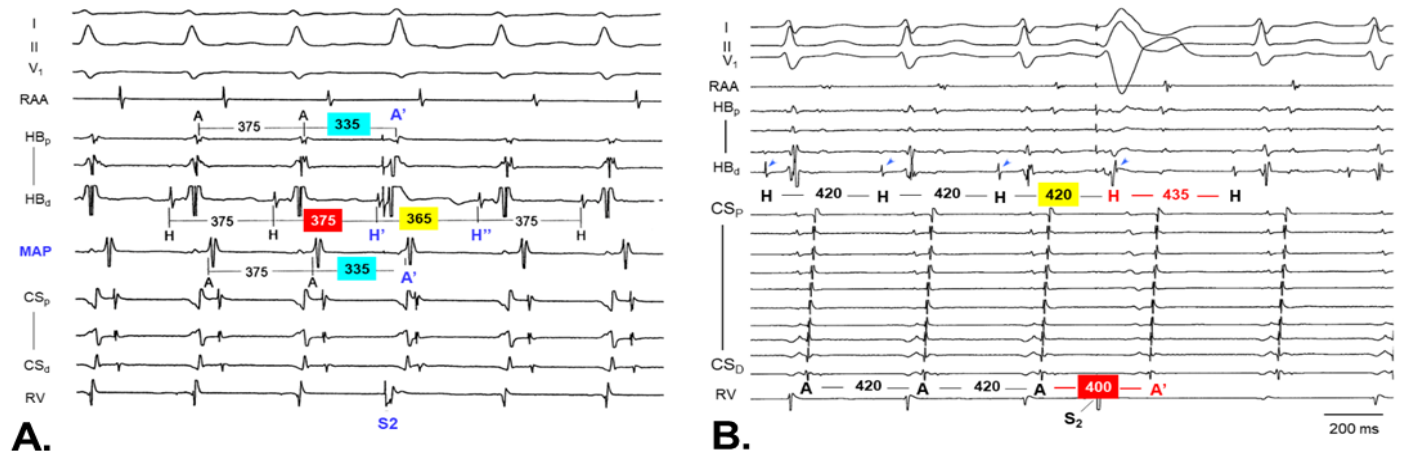 I
II
V1
RAA
A A A'
375 335
HBp
HBd
375 375 365 375
H H H' H'' H
MAP
375 335
A A A'
CSp
CSd
RV
S2
A.
I
II
V1
RAA
HBp
HBd
H 420 H 420 H 420 H 435 H
CSP
CSD
A 420 A 420 A 400 A'
RV
S2
200 ms
B.